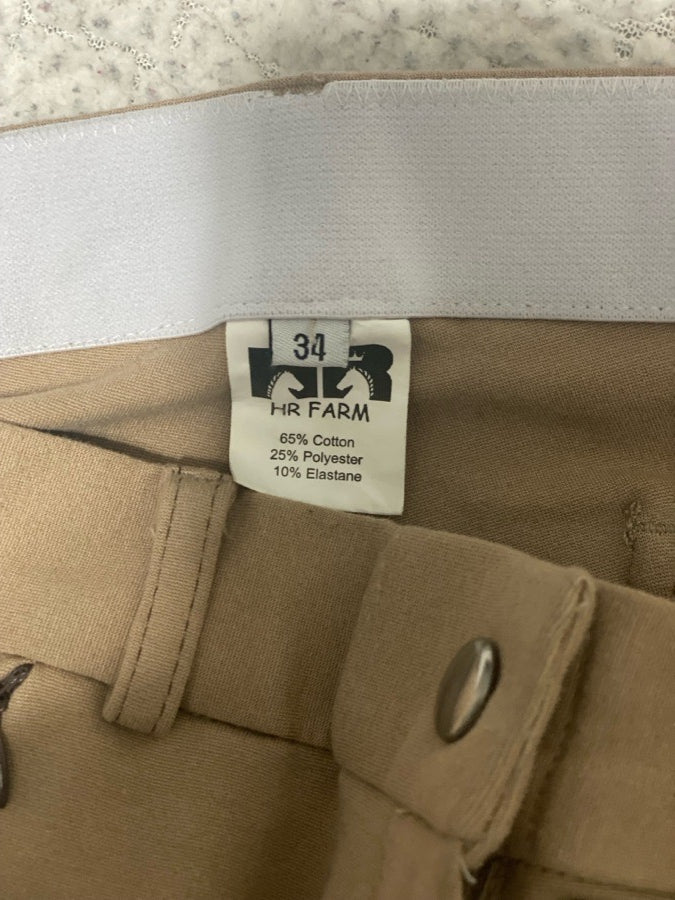 34
HR FARM
65% Cotton
25% Polyester
10% Elastane